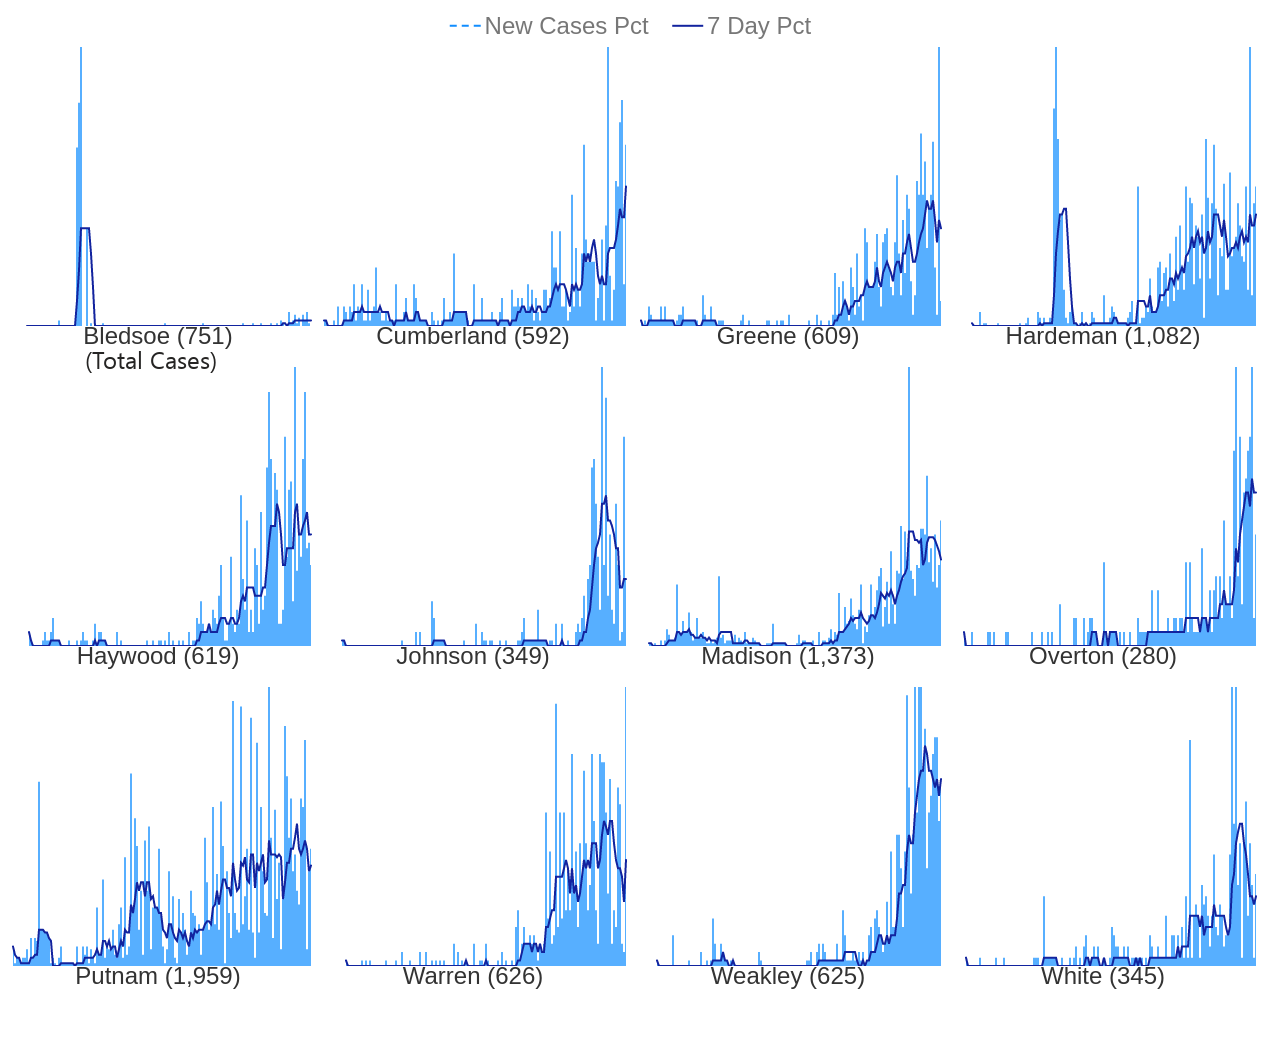 New Cases Pct 7 Day Pct
Bledsoe (751) Cumberland (592) Greene (609) Hardeman (1,082)
(Total Cases)
Haywood (619) Johnson (349) Madison (1,373) Overton (280)
Putnam (1,959) Warren (626) Weakley (625) White (345)